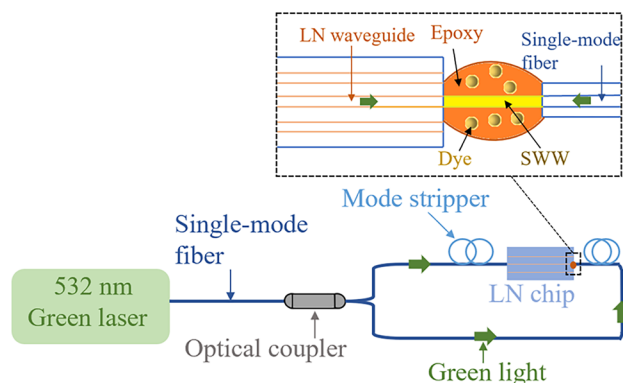 LN waveguide
Epoxy
Single-mode
fiber
Dye
SWW
Mode stripper
Single-mode
fiber
532 nm
Green laser
LN chip
Optical coupler
Green light